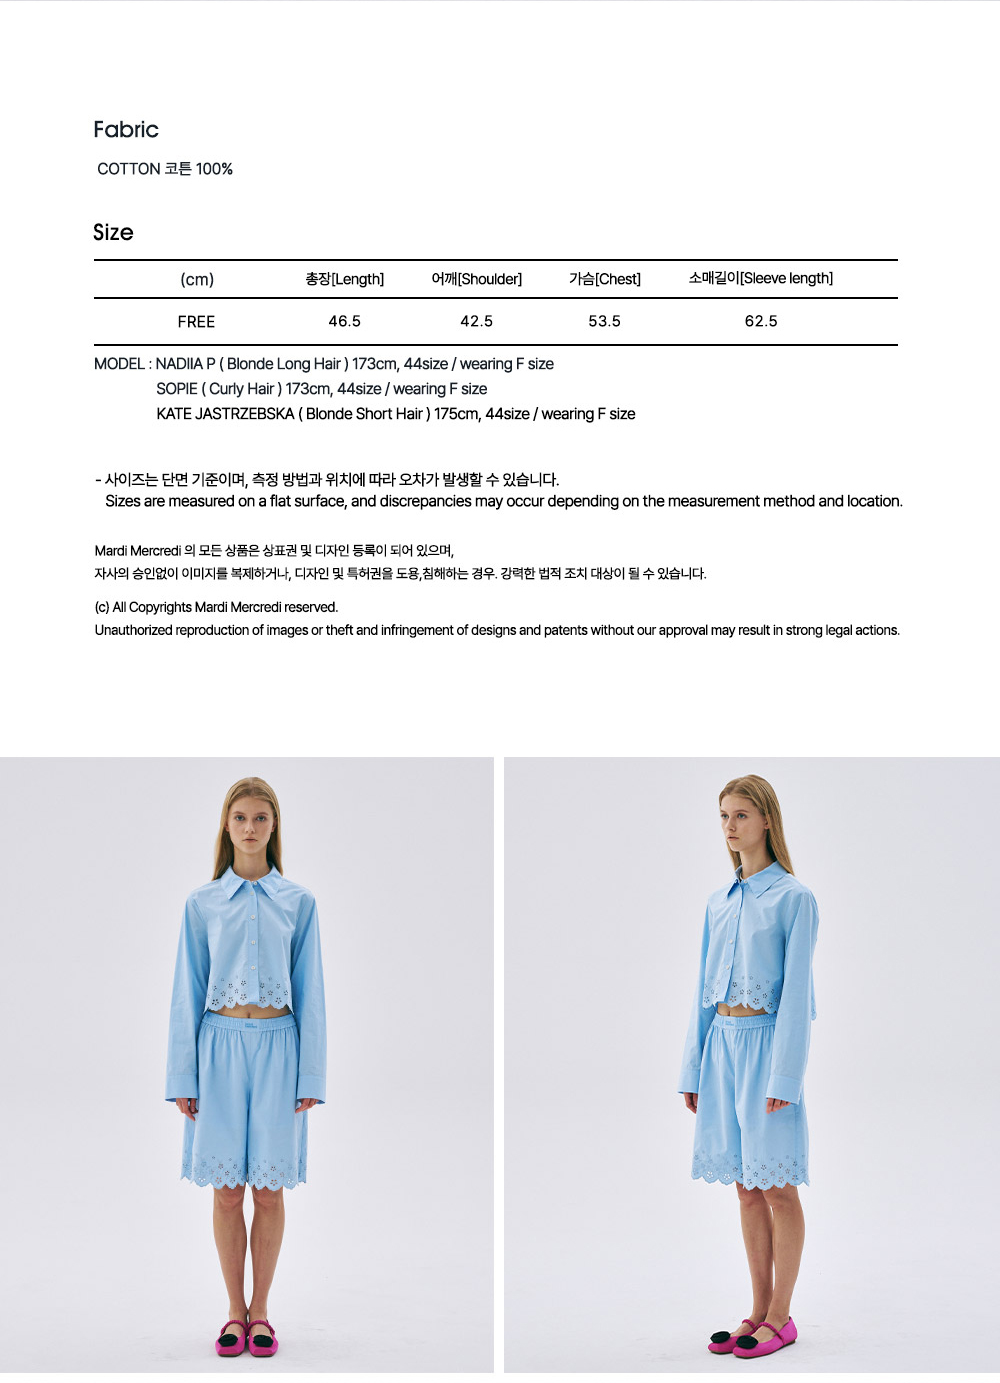 Fabric
COTTON 코튼 100%
Size
(cm) 총장[Length] 어깨[Shoulder] 가슴[Chest] 소매길이[Sleeve length]
FREE 46.5 42.5 53.5 62.5
MODEL : NADIIA P ( Blonde Long Hair ) 173cm, 44size / wearing F size
SOPIE ( Curly Hair ) 173cm, 44size / wearing F size
KATE JASTRZEBSKA ( Blonde Short Hair ) 175cm, 44size / wearing F size
- 사이즈는 단면 기준이며, 측정 방법과 위치에 따라 오차가 발생할 수 있습니다.
Sizes are measured on a flat surface, and discrepancies may occur depending on the measurement method and location.
Mardi Mercredi 의 모든 상품은 상표권 및 디자인 등록이 되어 있으며,
자사의 승인없이 이미지를 복제하거나, 디자인 및 특허권을 도용,침해하는 경우. 강력한 법적 조치 대상이 될 수 있습니다.
(c) All Copyrights Mardi Mercredi reserved.
Unauthorized reproduction of images or theft and infringement of designs and patents without our approval may result in strong legal actions.